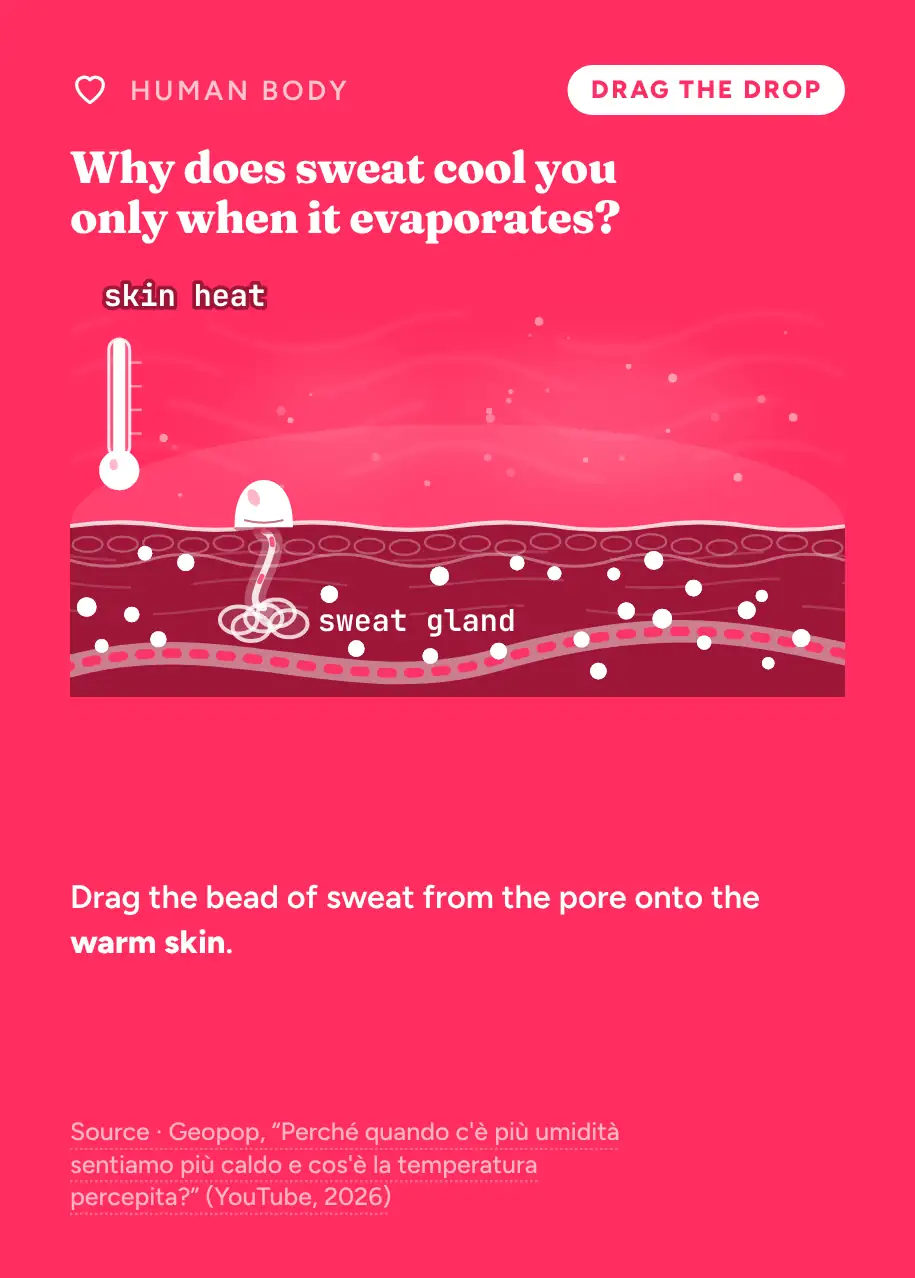 HUMAN BODY
DRAG THE DROP
Why does sweat cool you
only when it evaporates?
skin heat
sweat gland
Drag the bead of sweat from the pore onto the
warm skin.
Source · Geopop, “Perché quando c'è più umidità
sentiamo più caldo e cos'è la temperatura
percepita?” (YouTube, 2026)